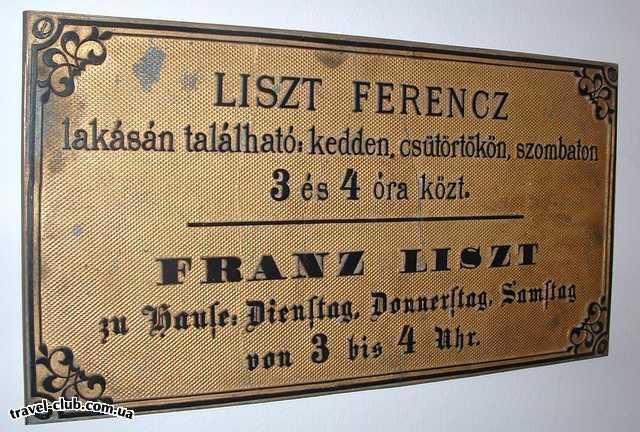 LISZT FERENCZ
lakásán található: kedden, csütörtökön, szombaton
3 és 4 óra közt.
FRANZ LISZT
zu Hauſe: Dienſtag, Donnerſtag, Samſtag
von 3 bis 4 Uhr.
travel-club.com.ua